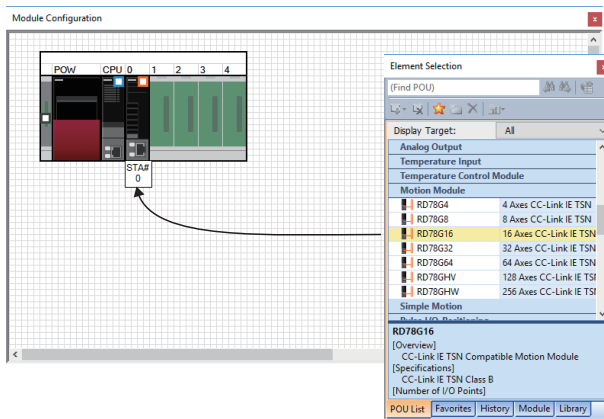 Module Configuration
x
POW CPU 0 1 2 3 4
STA#
0
Element Selection
(Find POU)
Display Target: All
Analog Output
Temperature Input
Temperature Control Module
Motion Module
RD78G4 4 Axes CC-Link IE TSN
RD78G8 8 Axes CC-Link IE TSN
RD78G16 16 Axes CC-Link IE TSN
RD78G32 32 Axes CC-Link IE TSN
RD78G64 64 Axes CC-Link IE TSN
RD78GHV 128 Axes CC-Link IE TS
RD78GHW 256 Axes CC-Link IE TS
Simple Motion
Pulse I/O, Positioning
RD78G16
[Overview]
CC-Link IE TSN Compatible Motion Module
[Specifications]
CC-Link IE TSN Class B
[Number of I/O Points]
POU List Favorites History Module Library